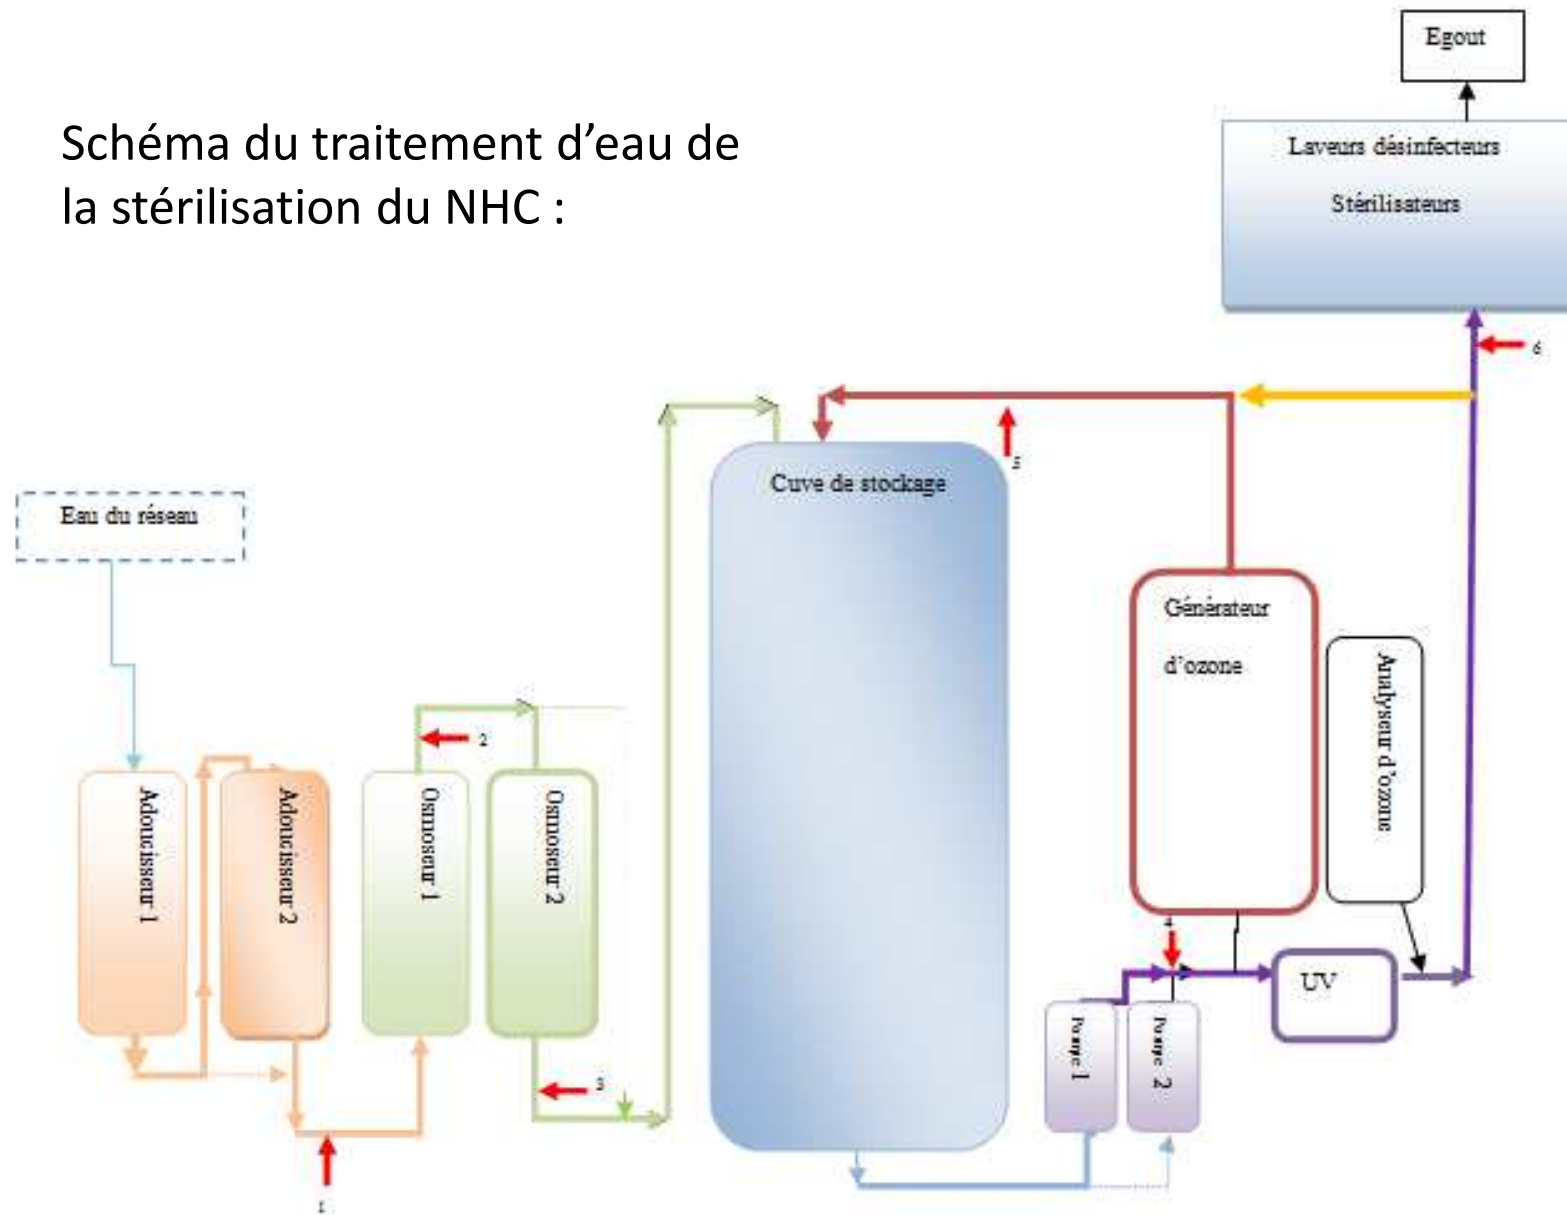 Schéma du traitement d’eau de
la stérilisation du NHC :
Egout
Laveurs désinfecteurs
Stérilisateurs
6
5
Cuve de stockage
Eau du réseau
Générateur
d’ozone
Analyseur d’ozone
2
Adoucisseur 1
Adoucisseur 2
Osmoseur 1
Osmoseur 2
4
UV
Pompe 1
Pompe 2
3
1